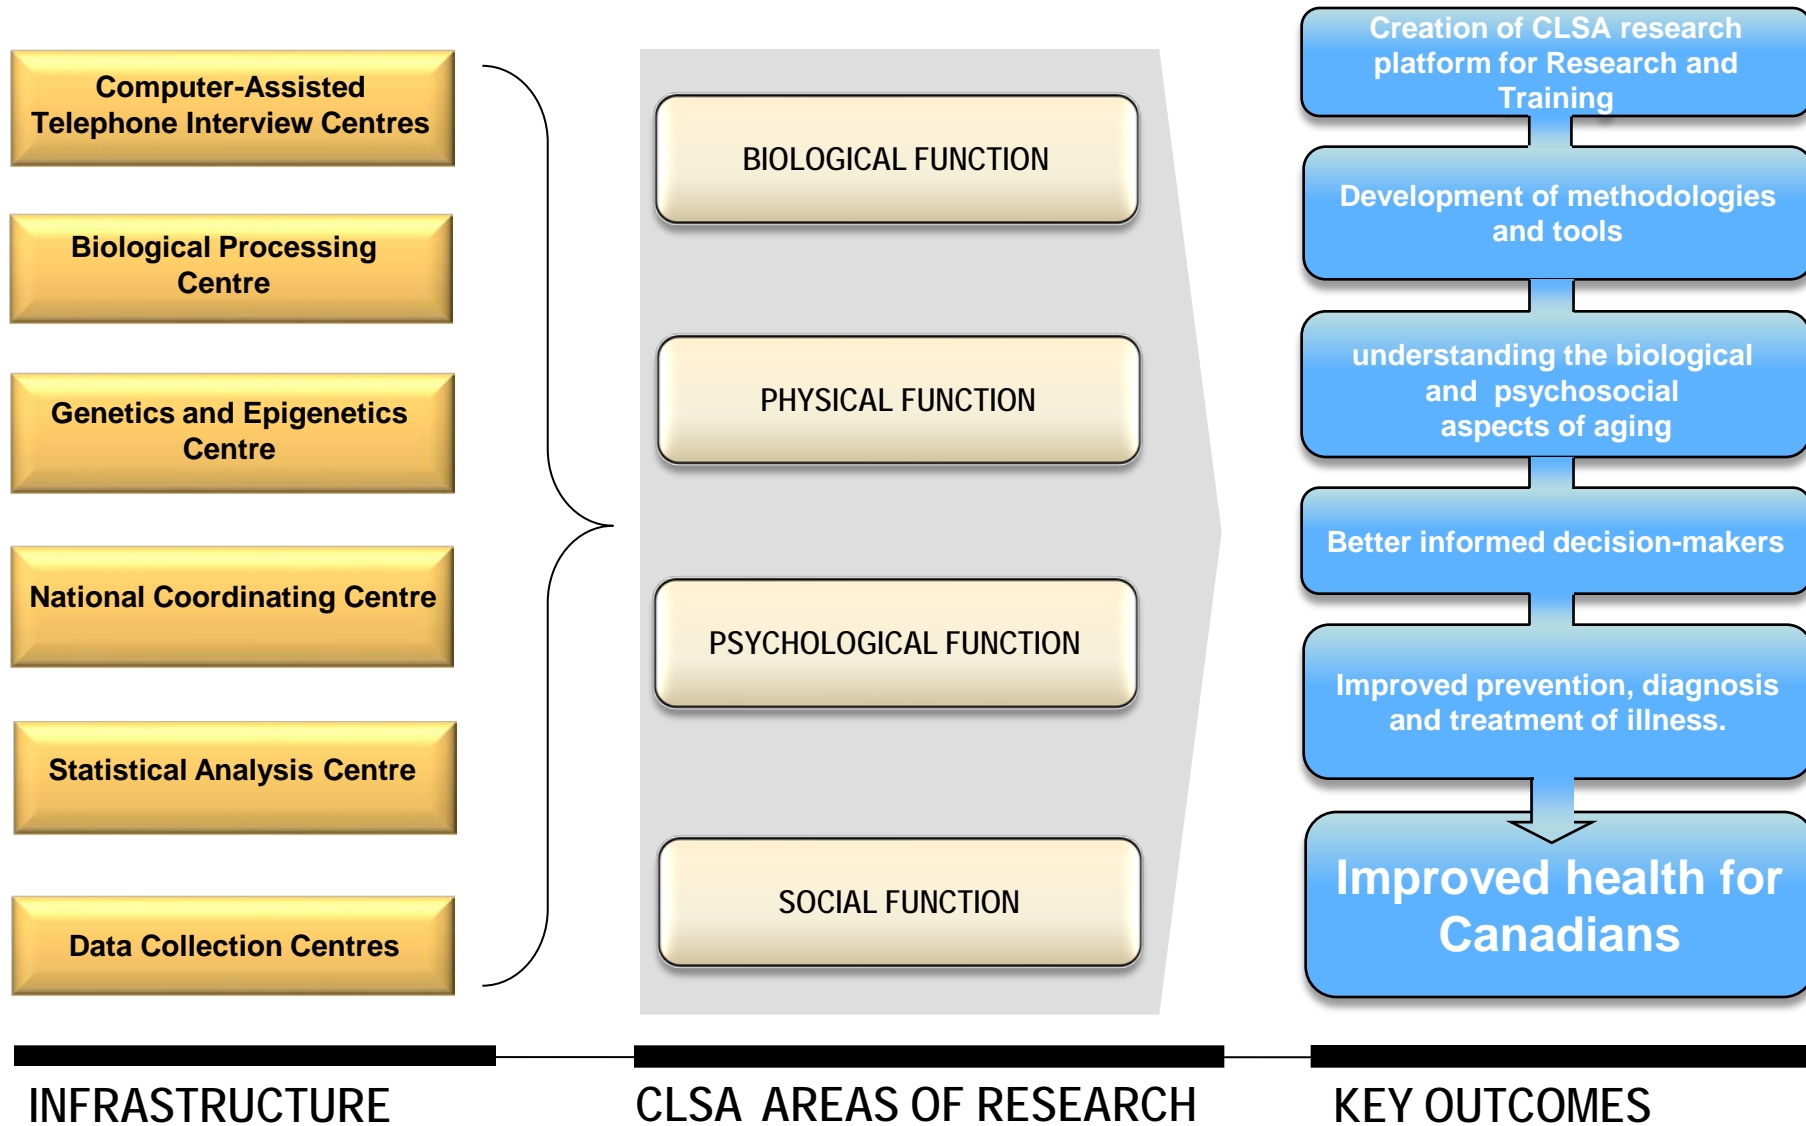 Computer-Assisted
Telephone Interview Centres
Biological Processing
Centre
Genetics and Epigenetics
Centre
National Coordinating Centre
Statistical Analysis Centre
Data Collection Centres
INFRASTRUCTURE
BIOLOGICAL FUNCTION
PHYSICAL FUNCTION
PSYCHOLOGICAL FUNCTION
SOCIAL FUNCTION
CLSA AREAS OF RESEARCH
Creation of CLSA research
platform for Research and
Training
Development of methodologies
and tools
understanding the biological
and psychosocial
aspects of aging
Better informed decision-makers
Improved prevention, diagnosis
and treatment of illness.
Improved health for
Canadians
KEY OUTCOMES